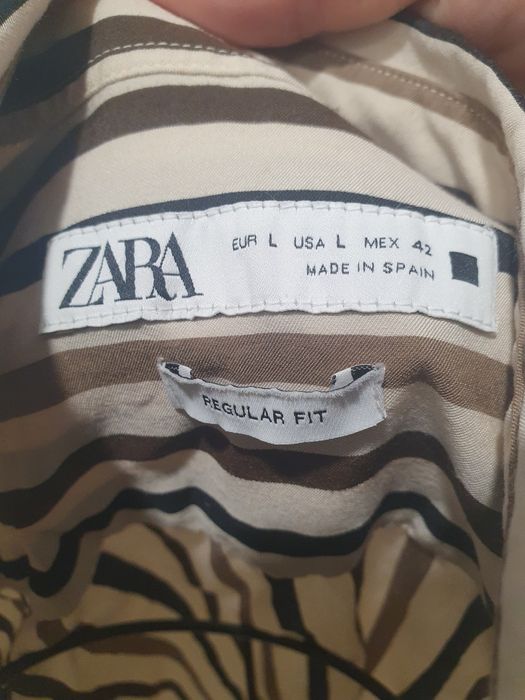 ZARA
EUR L USA L MEX 42
MADE IN SPAIN
REGULAR FIT